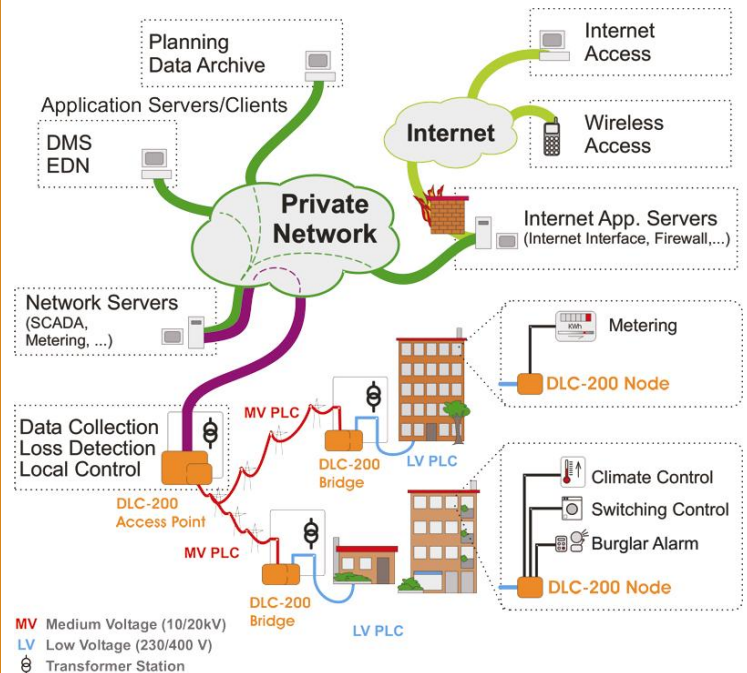 Planning
Data Archive
Application Servers/Clients
DMS
EDN
Internet
Access
Internet
Wireless
Access
Private
Network
Internet App. Servers
(Internet Interface, Firewall,...)
Network Servers
(SCADA,
Metering, ...)
KWh
Metering
DLC-200 Node
Data Collection
Loss Detection
Local Control
MV PLC
DLC-200
Bridge
LV PLC
DLC-200
Access Point
MV PLC
Climate Control
Switching Control
Burglar Alarm
DLC-200 Node
DLC-200
Bridge
LV PLC
MV Medium Voltage (10/20kV)
LV Low Voltage (230/400 V)
Transformer Station